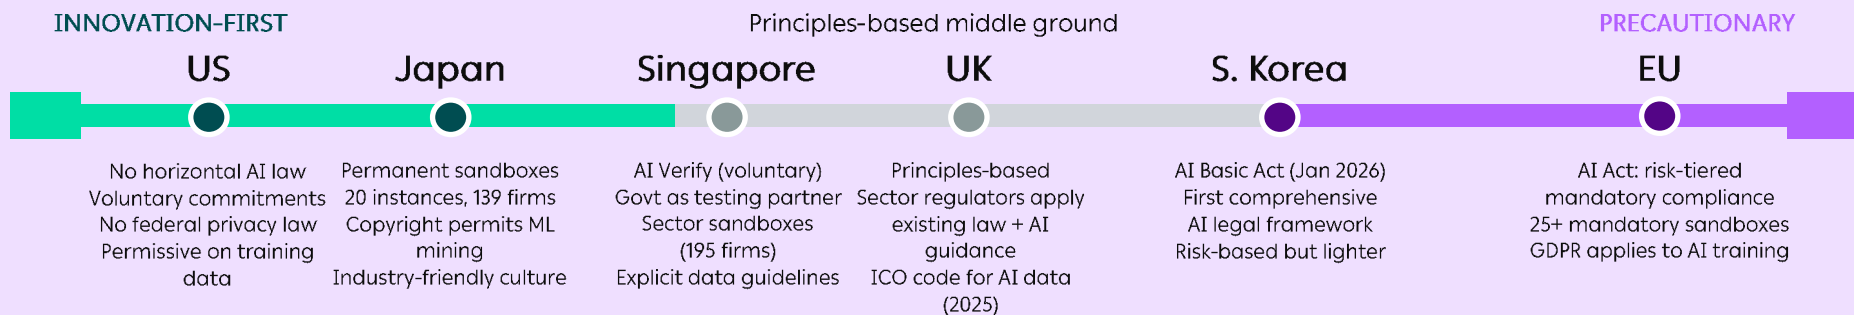 INNOVATION-FIRST
Principles-based middle ground
PRECAUTIONARY
US
Japan
Singapore
UK
S. Korea
EU
No horizontal AI law
Voluntary commitments
No federal privacy law
Permissive on training
data
Permanent sandboxes
20 instances, 139 firms
Copyright permits ML
mining
Industry-friendly culture
AI Verify (voluntary)
Govt as testing partner
Sector sandboxes
(195 firms)
Explicit data guidelines
Principles-based
Sector regulators apply
existing law + AI
guidance
ICO code for AI data
(2025)
AI Basic Act (Jan 2026)
First comprehensive
AI legal framework
Risk-based but lighter
AI Act: risk-tiered
mandatory compliance
25+ mandatory sandboxes
GDPR applies to AI training